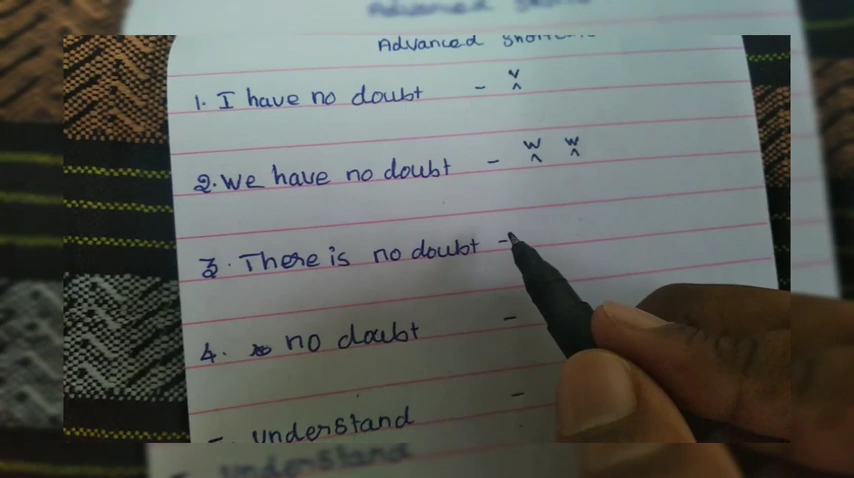 Advanced
1. I have no doubt -
2. We have no doubt -
3. There is no doubt -
4. no doubt -
understand -